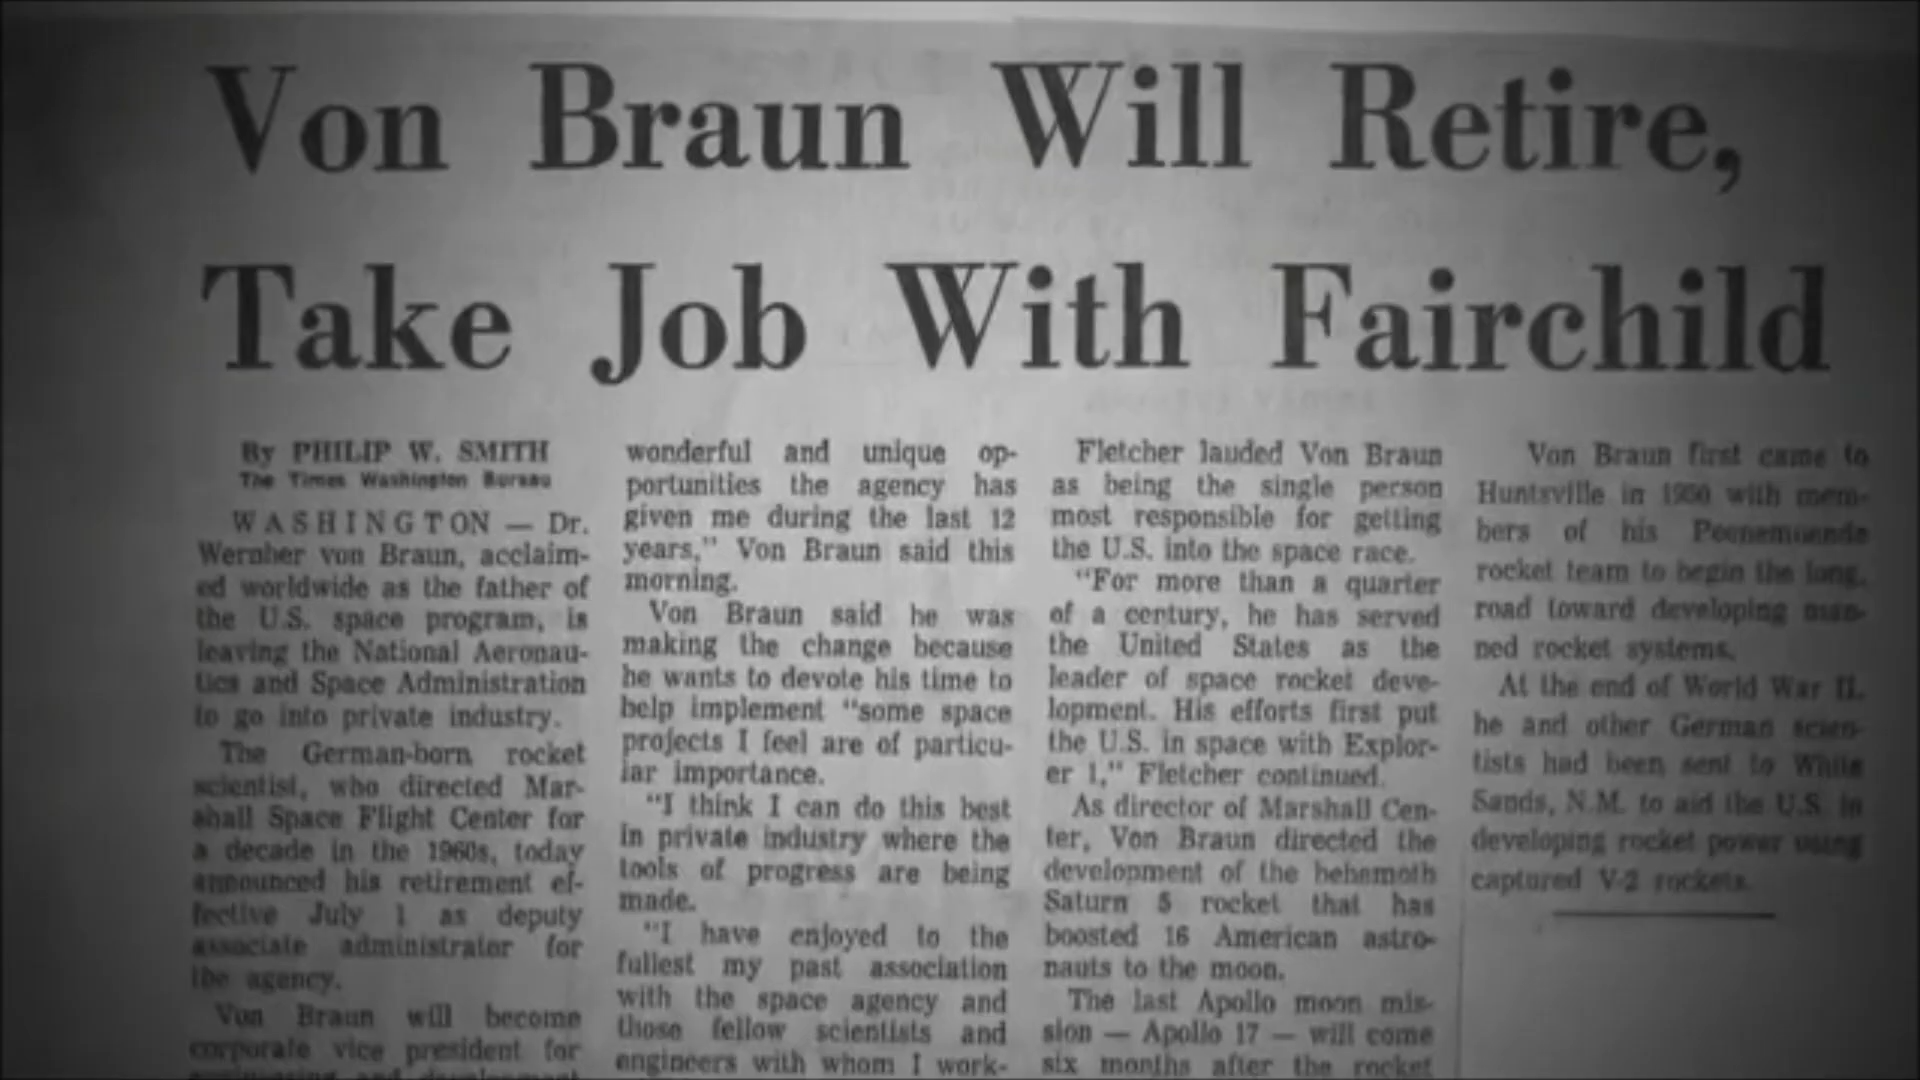 Von Braun Will Retire,
Take Job With Fairchild
By PHILIP W. SMITH
The Times Washington Bureau
WASHINGTON — Dr.
Wernher von Braun, acclaim-
ed worldwide as the father of
the U.S. space program, is
leaving the National Aeronau-
tics and Space Administration
to go into private industry.
The German-born rocket
scientist, who directed Mar-
shall Space Flight Center for
a decade in the 1960s, today
announced his retirement ef-
fective July 1 as deputy
associate administrator for
the agency.
Von Braun will become
corporate vice president for
engineering and development
wonderful and unique op-
portunities the agency has
given me during the last 12
years," Von Braun said this
morning.
Von Braun said he was
making the change because
he wants to devote his time to
help implement "some space
projects I feel are of particu-
lar importance.
"I think I can do this best
in private industry where the
tools of progress are being
made.
"I have enjoyed to the
fullest my past association
with the space agency and
those fellow scientists and
engineers with whom I work-
Fletcher lauded Von Braun
as being the single person
most responsible for getting
the U.S. into the space race.
"For more than a quarter
of a century, he has served
the United States as the
leader of space rocket deve-
lopment. His efforts first put
the U.S. in space with Explor-
er 1," Fletcher continued.
As director of Marshall Cen-
ter, Von Braun directed the
development of the behemoth
Saturn 5 rocket that has
boosted 16 American astro-
nauts to the moon.
The last Apollo moon mis-
sion — Apollo 17 — will come
six months after the rocket
Von Braun first came to
Huntsville in 1950 with mem-
bers of his Peenemuende
rocket team to begin the long,
road toward developing man-
ned rocket systems.
At the end of World War II,
he and other German scien-
tists had been sent to White
Sands, N.M. to aid the U.S. in
developing rocket power using
captured V-2 rockets.